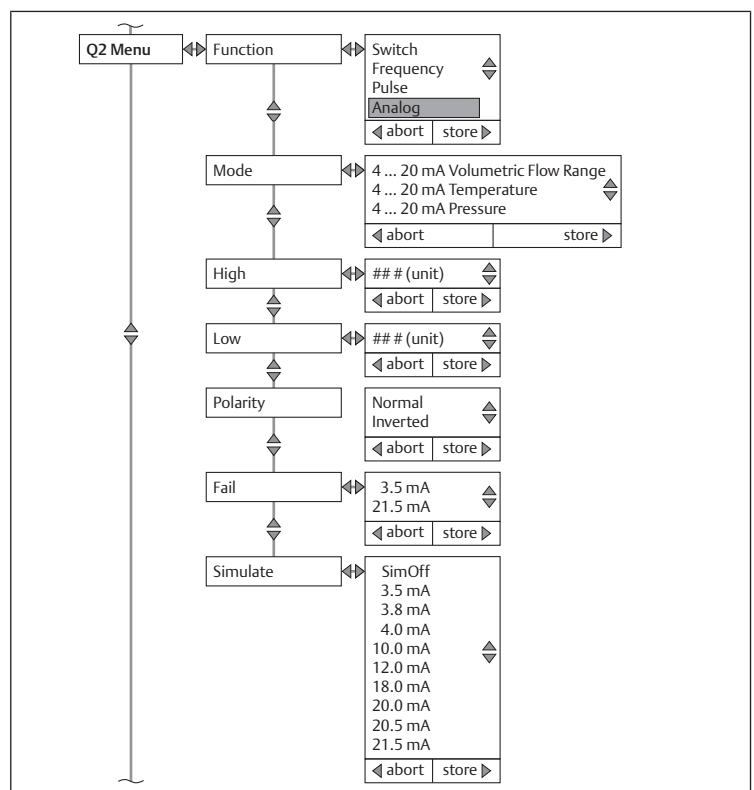 Q2 Menu
Function
Switch
Frequency
Pulse
Analog
abort store
Mode
4 ... 20 mA Volumetric Flow Range
4 ... 20 mA Temperature
4 ... 20 mA Pressure
abort store
High
## # (unit)
abort store
Low
## # (unit)
abort store
Polarity
Normal
Inverted
abort store
Fail
3.5 mA
21.5 mA
abort store
Simulate
SimOff
3.5 mA
3.8 mA
4.0 mA
10.0 mA
12.0 mA
18.0 mA
20.0 mA
20.5 mA
21.5 mA
abort store